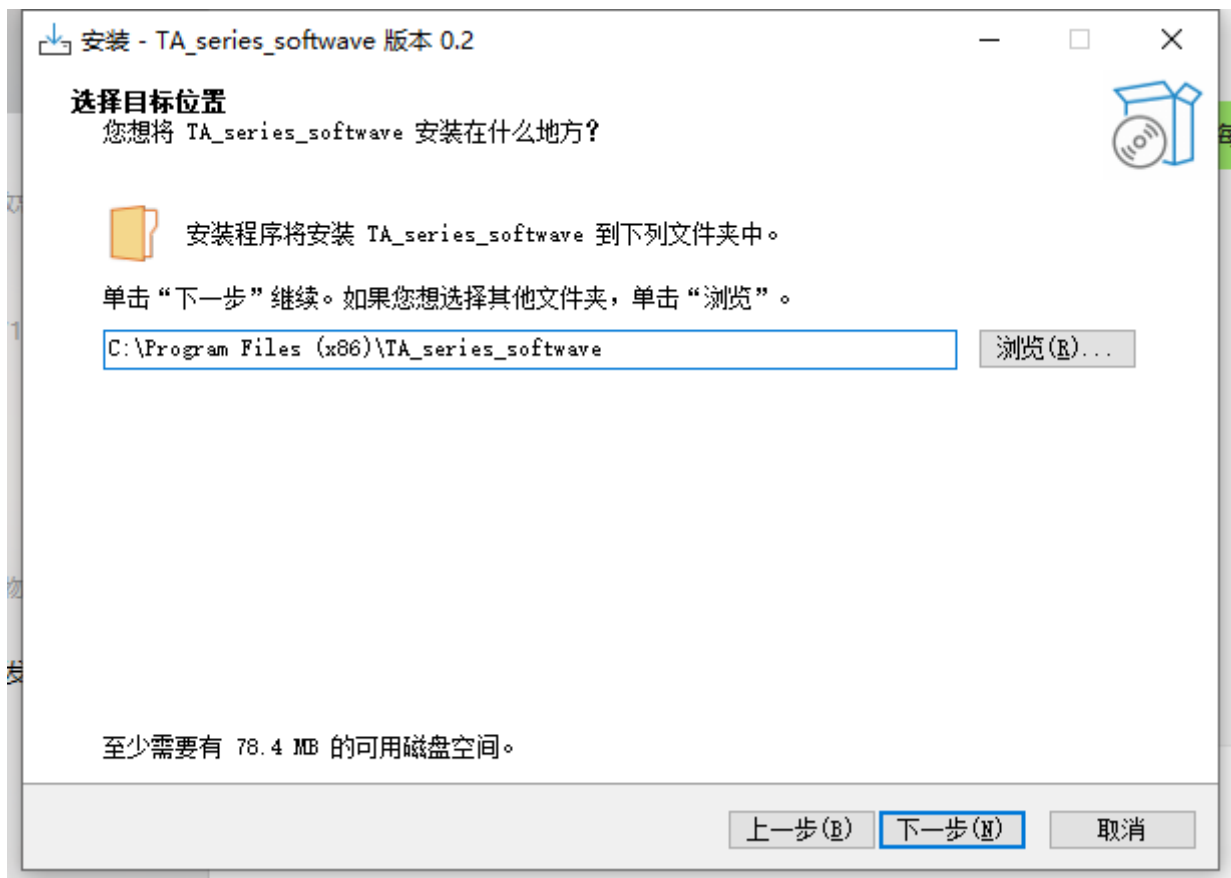 安装 - TA_series_softwave 版本 0.2
选择目标位置
您想将 TA_series_softwave 安装在什么地方?
安装程序将安装 TA_series_softwave 到下列文件夹中。
单击“下一步”继续。如果您想选择其他文件夹，单击“浏览”。
C:\Program Files (x86)\TA_series_softwave
浏览(R)...
至少需要有 78.4 MB 的可用磁盘空间。
上一步(B)
下一步(N)
取消